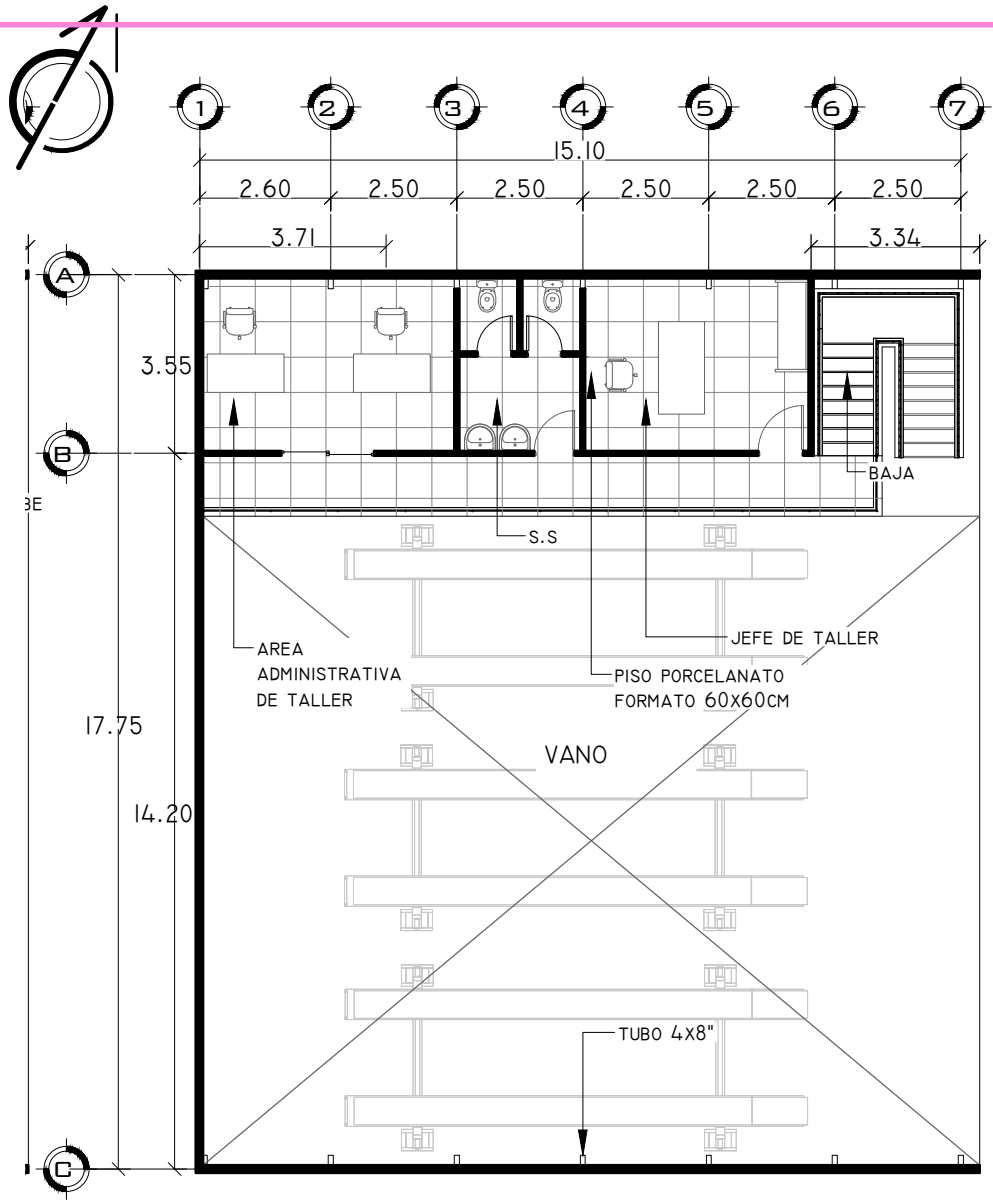 1 2 3 4 5 6 7
15.10
2.60 2.50 2.50 2.50 2.50 2.50
3.71 3.34
A
3.55
B
BAJA
S.S
AREA
ADMINISTRATIVA
DE TALLER
JEFE DE TALLER
PISO PORCELANATO
FORMATO 60X60CM
17.75
VANO
14.20
TUBO 4X8"
C